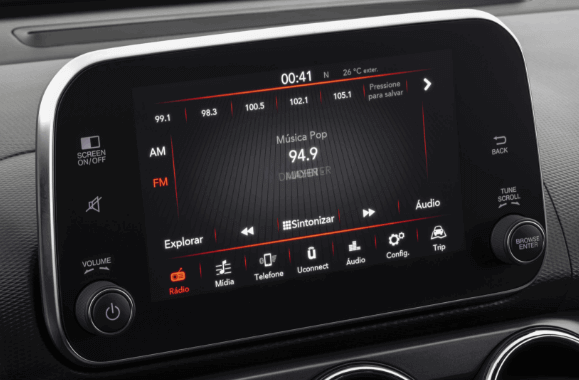 00:41 N 26 °C exter.
99.1 98.3 100.5 102.1 105.1 Pressione
para salvar
SCREEN
ON/OFF
AM
Música Pop
BACK
94.9
FM
TUNE
SCROLL
Explorar Sintonizar Áudio
VOLUME
BROWSE
ENTER
Rádio Mídia Telefone Uconnect Áudio Config. Trip